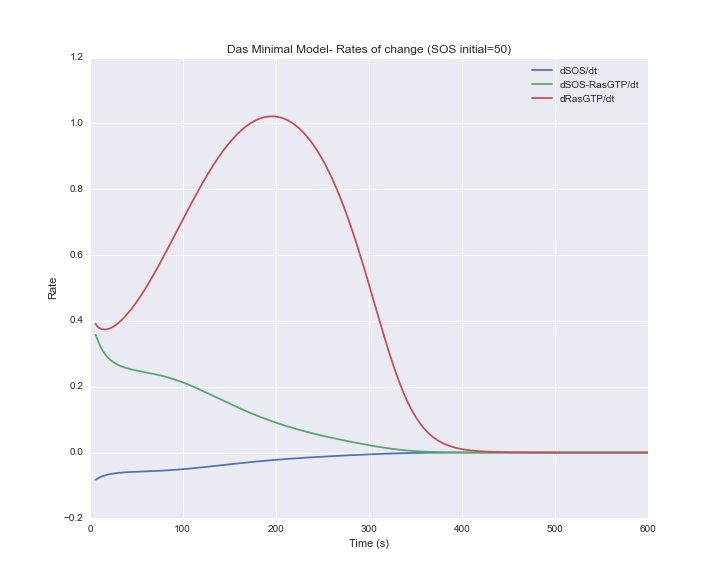 Das Minimal Model- Rates of change (SOS initial=50)
1.2
1.0
0.8
0.6
0.4
0.2
0.0
−0.2
Rate
dSOS/dt
dSOS-RasGTP/dt
dRasGTP/dt
0 100 200 300 400 500 600
Time (s)